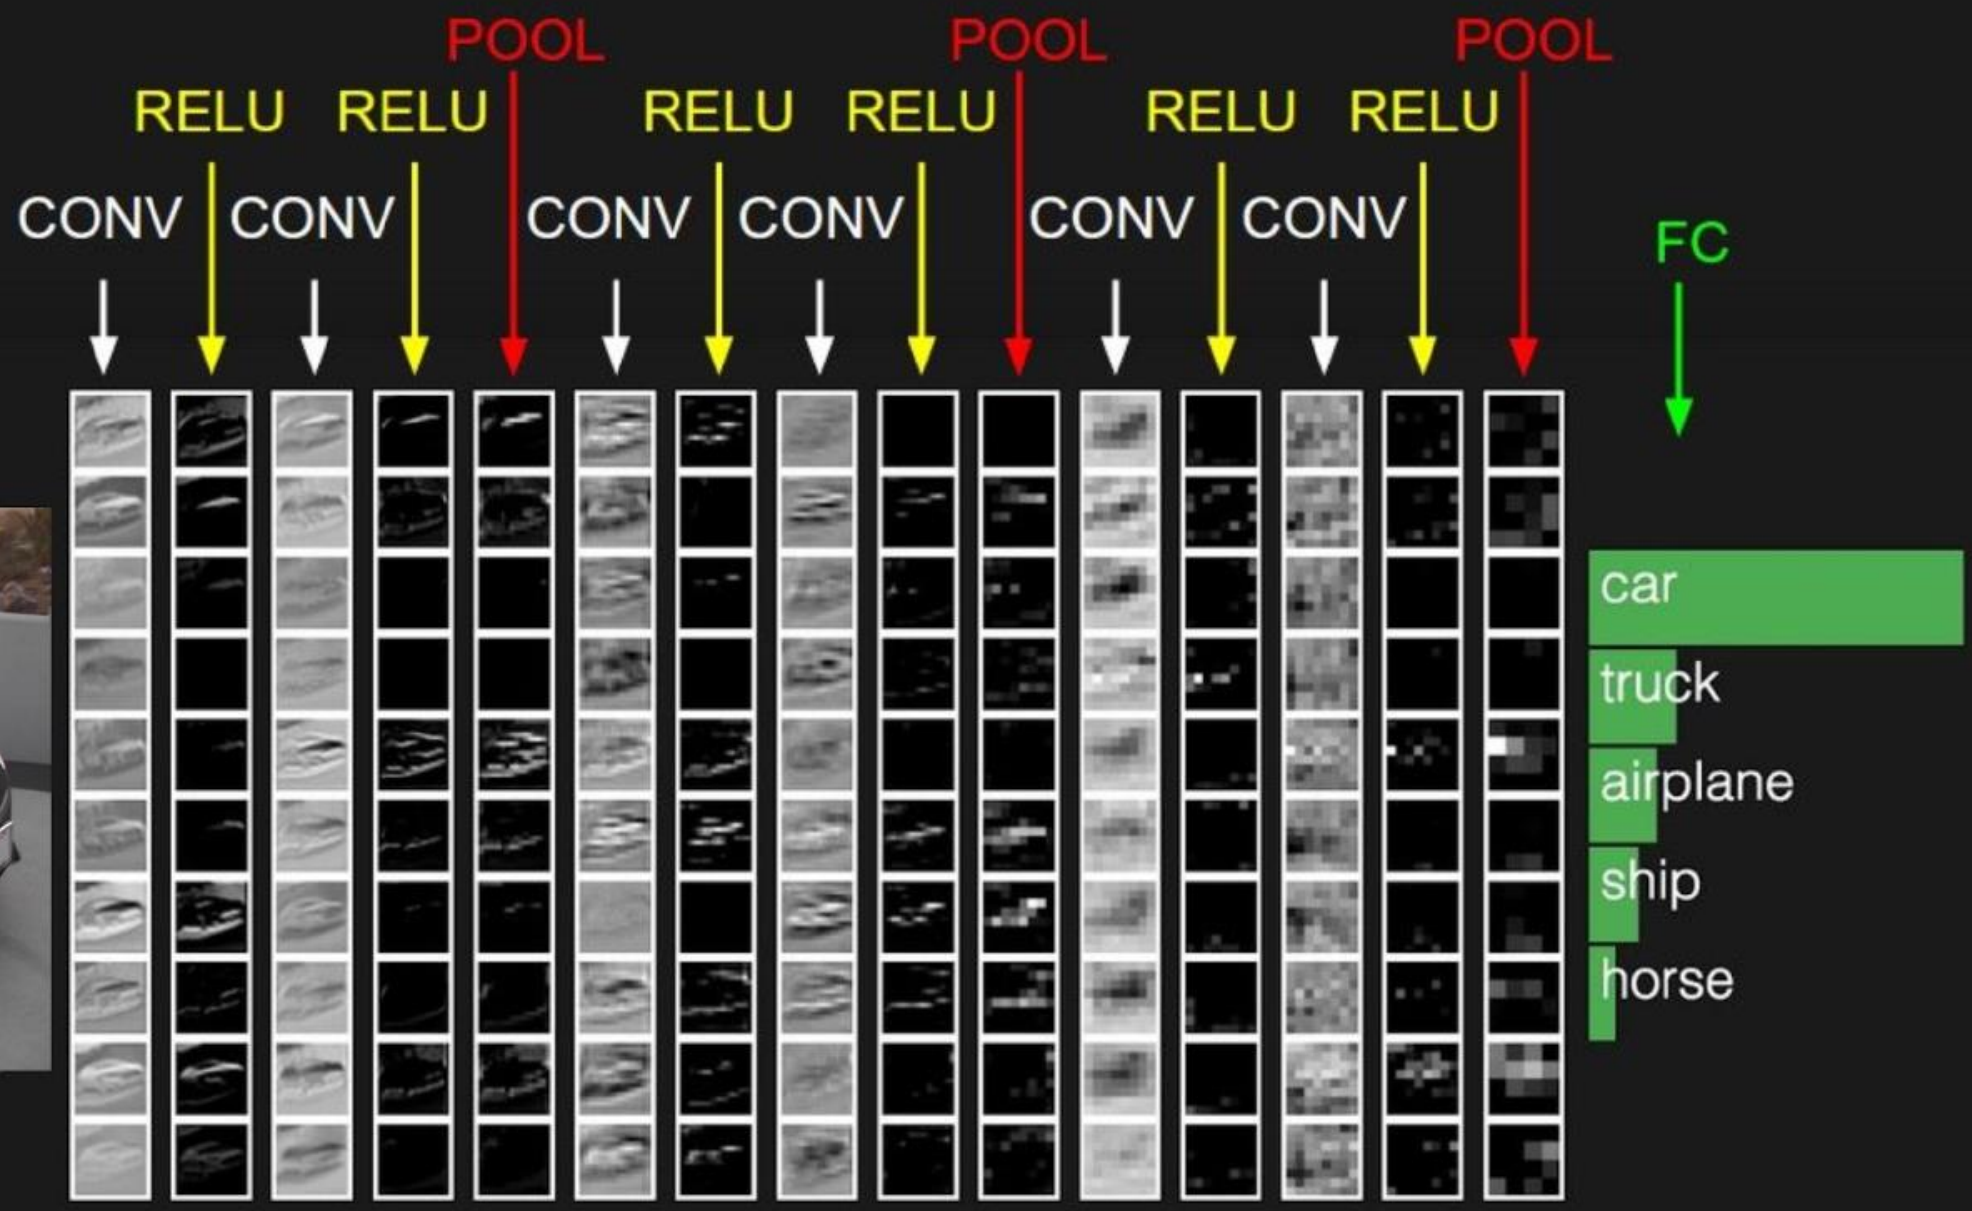 POOL POOL POOL
RELU RELU RELU RELU RELU RELU
CONV CONV CONV CONV CONV CONV
FC
car
truck
airplane
ship
horse